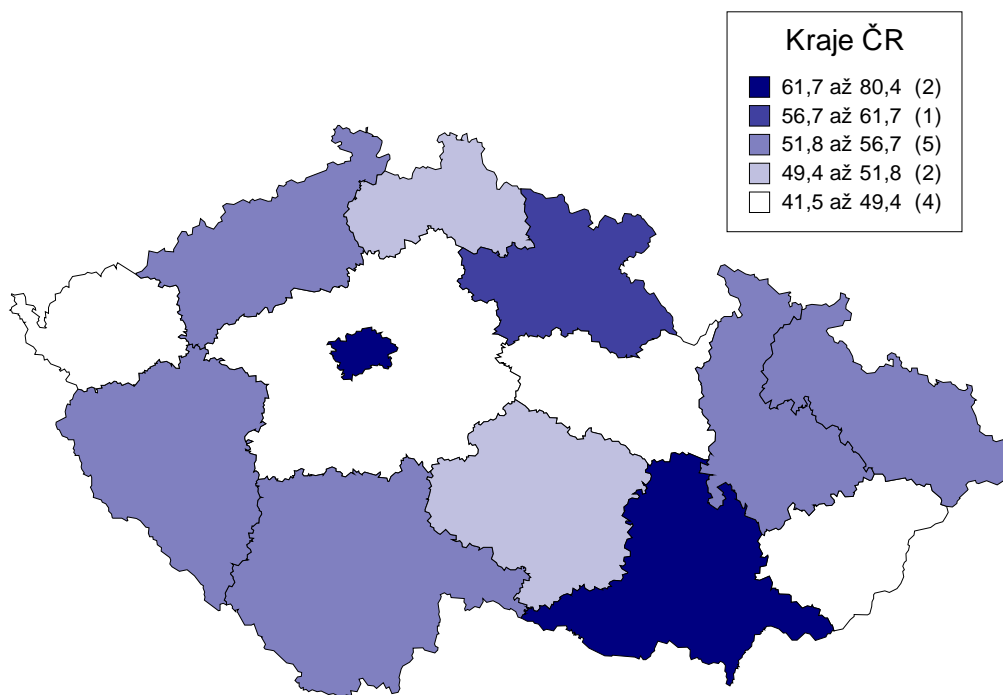 Kraje ČR
61,7 až 80,4 (2)
56,7 až 61,7 (1)
51,8 až 56,7 (5)
49,4 až 51,8 (2)
41,5 až 49,4 (4)